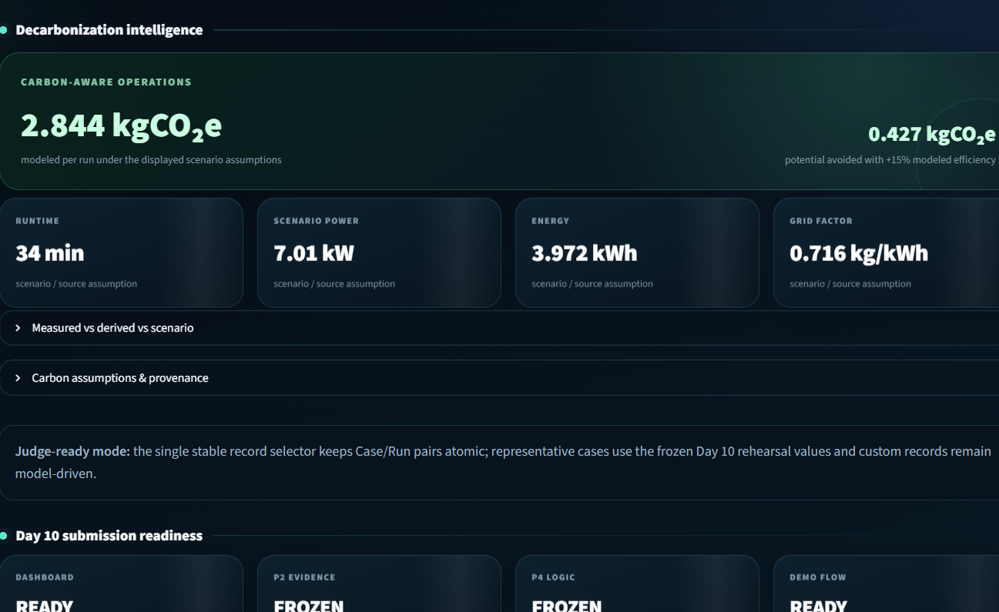 Decarbonization intelligence
CARBON-AWARE OPERATIONS
2.844 kgCO₂e
modeled per run under the displayed scenario assumptions
0.427 kgCO₂e
potential avoided with +15% modeled efficiency
RUNTIME
34 min
scenario / source assumption
SCENARIO POWER
7.01 kW
scenario / source assumption
ENERGY
3.972 kWh
scenario / source assumption
GRID FACTOR
0.716 kg/kWh
scenario / source assumption
Measured vs derived vs scenario
Carbon assumptions & provenance
Judge-ready mode: the single stable record selector keeps Case/Run pairs atomic; representative cases use the frozen Day 10 rehearsal values and custom records remain
model-driven.
Day 10 submission readiness
DASHBOARD
READY
P2 EVIDENCE
FROZEN
P4 LOGIC
FROZEN
DEMO FLOW
READY